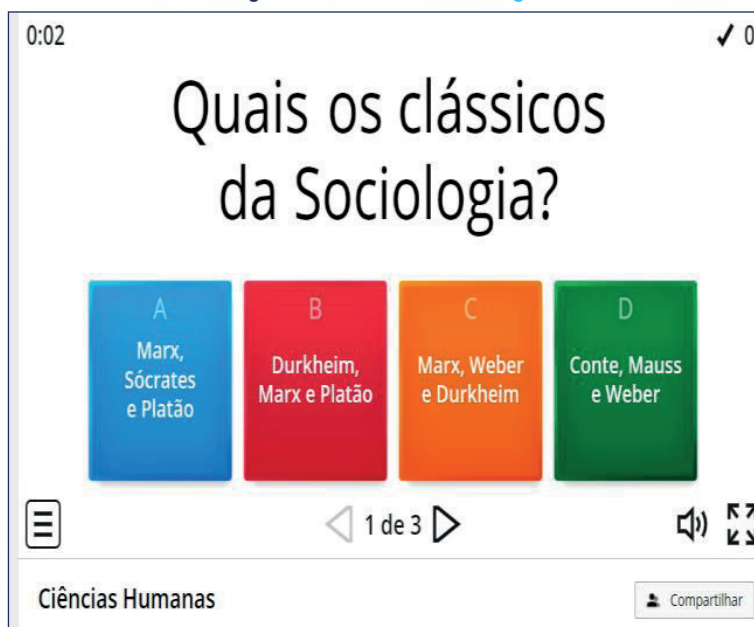 0:02
✓ 0
Quais os clássicos
da Sociologia?
A
Marx,
Sócrates
e Platão
B
Durkheim,
Marx e Platão
C
Marx, Weber
e Durkheim
D
Conte, Mauss
e Weber
1 de 3
Ciências Humanas
Compartilhar